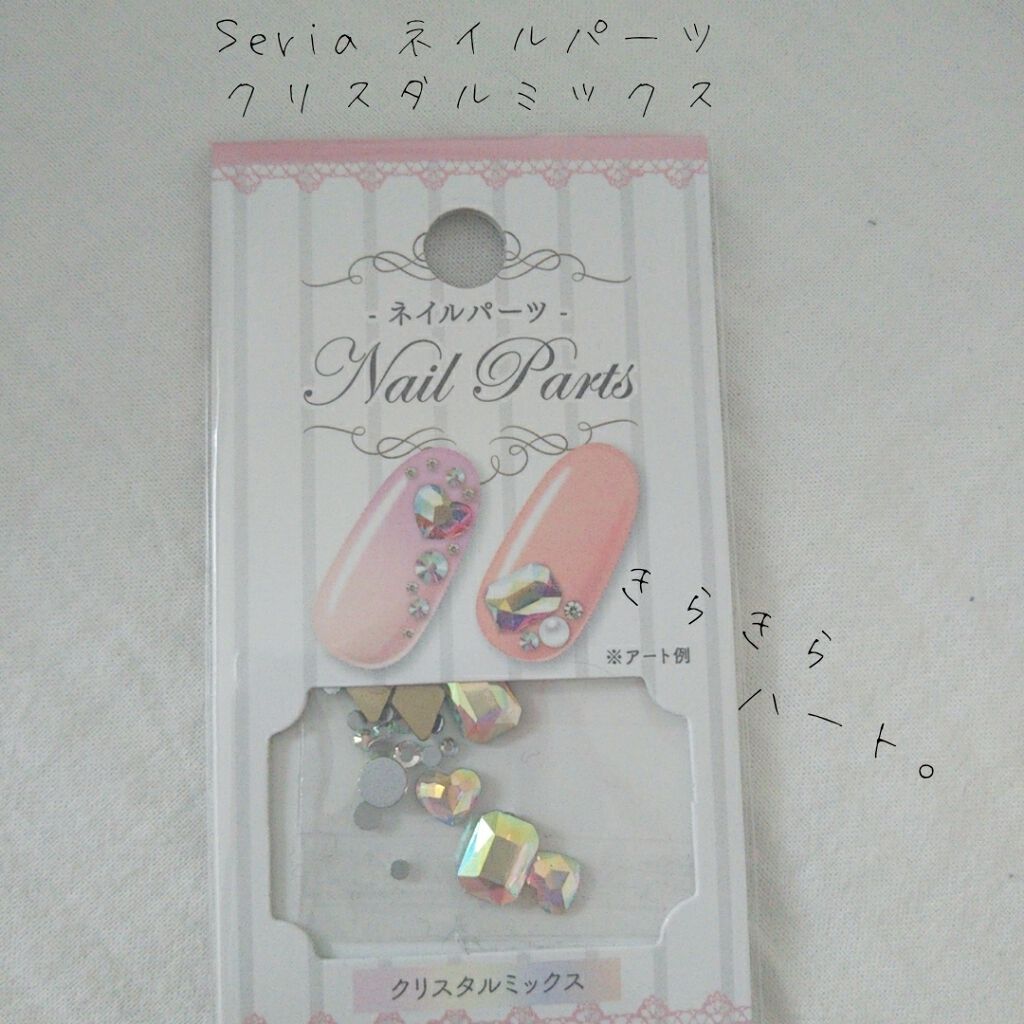 Seria ネイルパーツ
クリスダルミックス
- ネイルパーツ -
Nail Parts
きらきら
ハート。
※アート例
クリスタルミックス